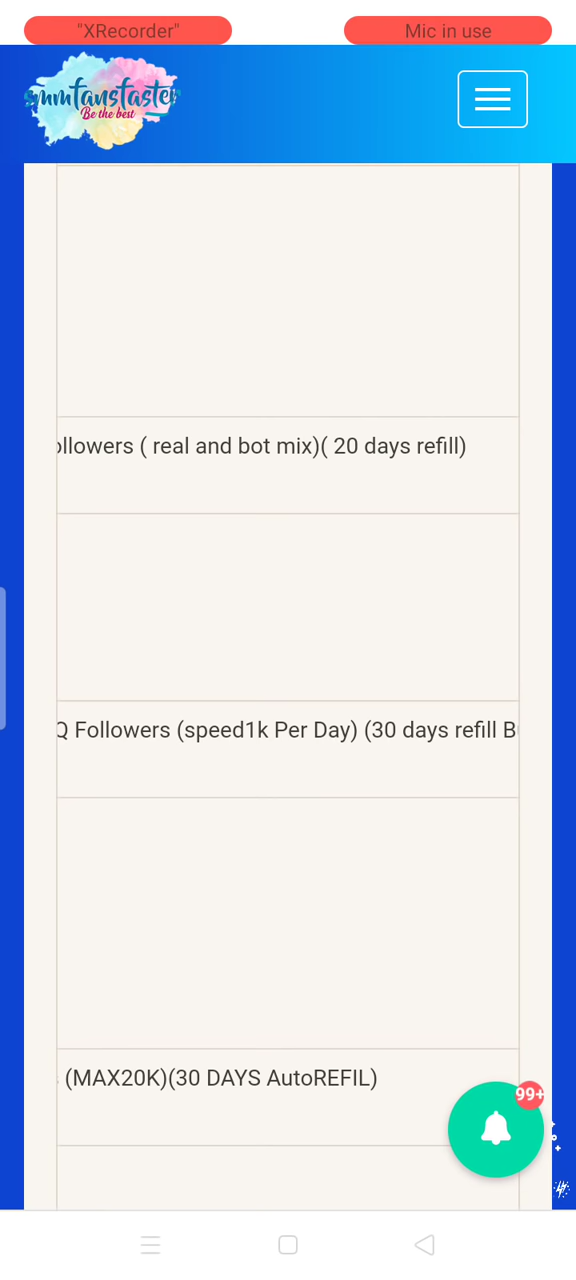 "XRecorder"
Mic in use
smmfansfaster
Be the best
ollowers ( real and bot mix)( 20 days refill)
Q Followers (speed1k Per Day) (30 days refill B
(MAX20K)(30 DAYS AutoREFIL)
99+